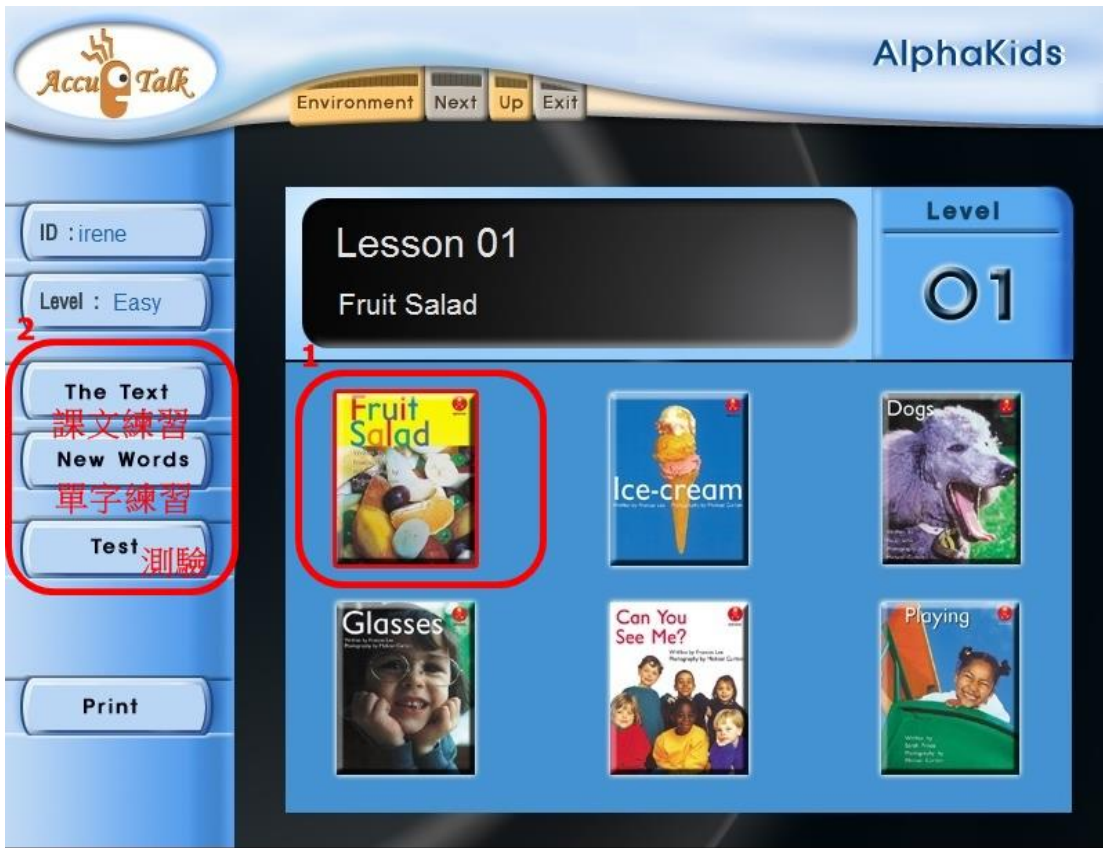 Accu Talk
AlphaKids
Environment Next Up Exit
ID : irene
Level : Easy
2
The Text
課文練習
New Words
單字練習
Test
測驗
Print
Lesson 01
Fruit Salad
Level
01
1
Fruit
Salad
Ice-cream
Dogs
Glasses
Can You
See Me?
Playing